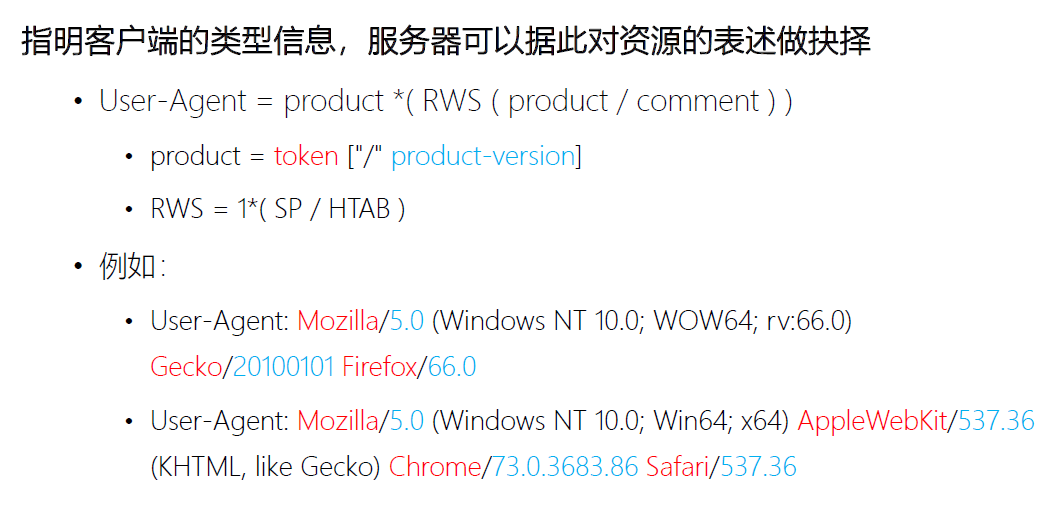 指明客户端的类型信息，服务器可以据此对资源的表述做抉择
• User-Agent = product *( RWS ( product / comment ) )
• product = token ["/" product-version]
• RWS = 1*( SP / HTAB )
• 例如：
• User-Agent: Mozilla/5.0 (Windows NT 10.0; WOW64; rv:66.0)
Gecko/20100101 Firefox/66.0
• User-Agent: Mozilla/5.0 (Windows NT 10.0; Win64; x64) AppleWebKit/537.36
(KHTML, like Gecko) Chrome/73.0.3683.86 Safari/537.36